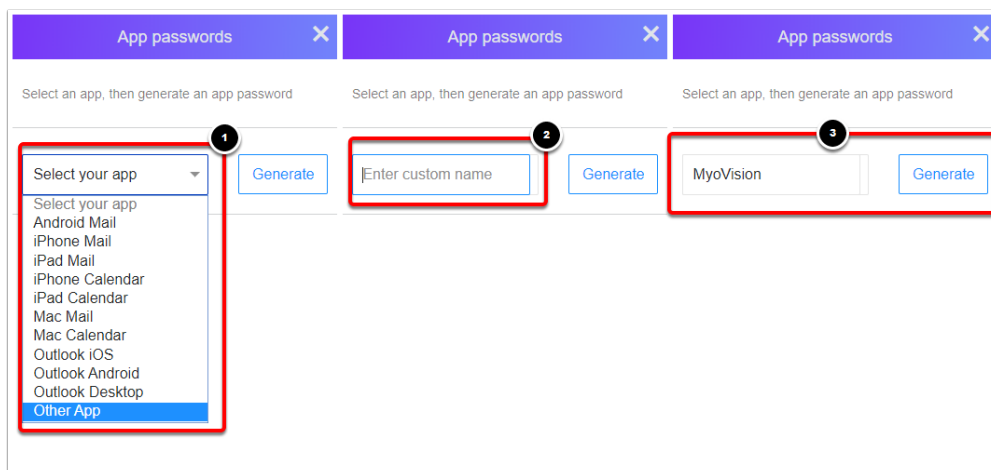 App passwords ×
Select an app, then generate an app password
1
Select your app
Generate
Select your app
Android Mail
iPhone Mail
iPad Mail
iPhone Calendar
iPad Calendar
Mac Mail
Mac Calendar
Outlook iOS
Outlook Android
Outlook Desktop
Other App
App passwords ×
Select an app, then generate an app password
2
Enter custom name
Generate
App passwords ×
Select an app, then generate an app password
3
MyoVision
Generate